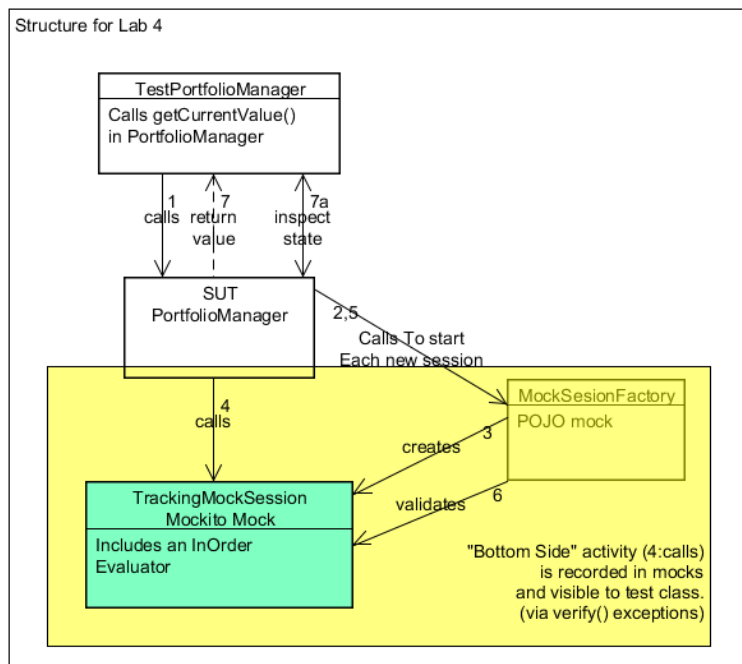 Structure for Lab 4
TestPortfolioManager
Calls getCurrentValue()
in PortfolioManager
1
calls
7
return
value
7a
inspect
state
SUT
PortfolioManager
2,5
Calls To start
Each new session
4
calls
MockSesionFactory
POJO mock
3
creates
6
validates
TrackingMockSession
Mockito Mock
Includes an InOrder
Evaluator
"Bottom Side" activity (4:calls)
is recorded in mocks
and visible to test class.
(via verify() exceptions)